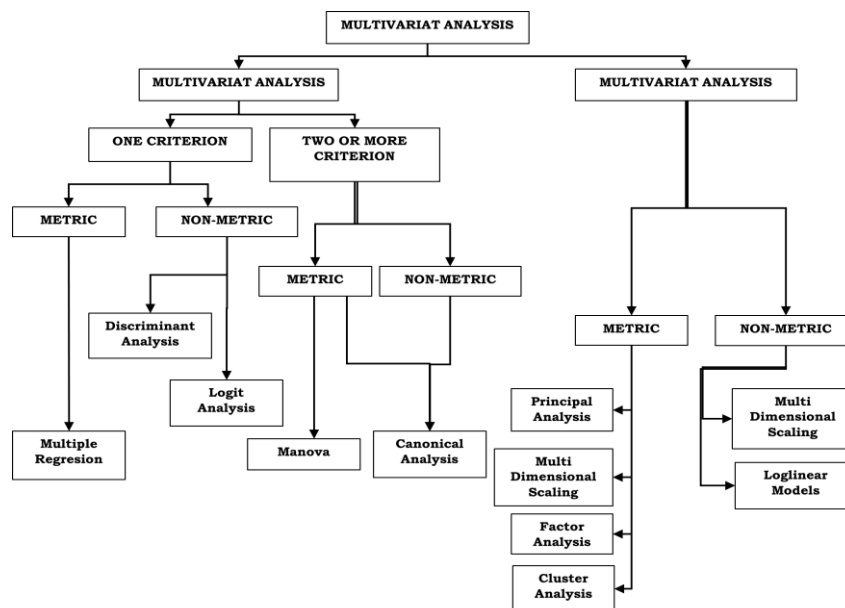 MULTIVARIAT ANALYSIS
MULTIVARIAT ANALYSIS
MULTIVARIAT ANALYSIS
ONE CRITERION
TWO OR MORE
CRITERION
METRIC
NON-METRIC
METRIC
NON-METRIC
METRIC
NON-METRIC
Discriminant
Analysis
Logit
Analysis
Multiple
Regresion
Manova
Canonical
Analysis
Principal
Analysis
Multi
Dimensional
Scaling
Factor
Analysis
Cluster
Analysis
Multi
Dimensional
Scaling
Loglinear
Models